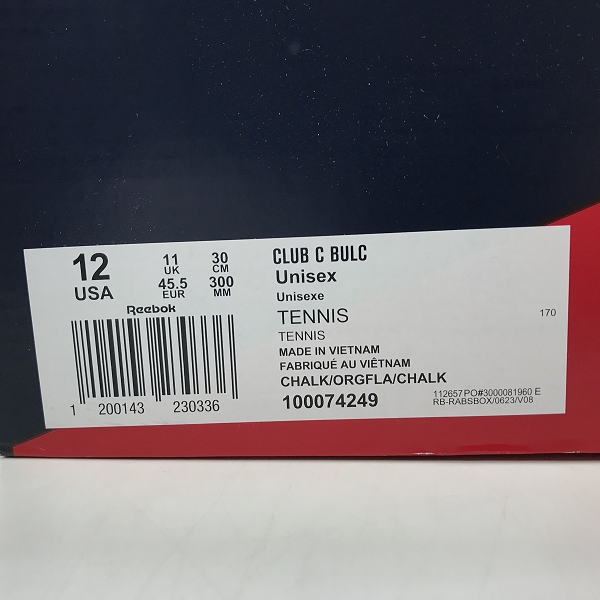 12
USA
11
UK
45.5
EUR
30
CM
300
MM
Reebok
1 200143 230336
CLUB C BULC
Unisex
Unisexe
TENNIS
TENNIS
MADE IN VIETNAM
FABRIQUÉ AU VIÊTNAM
CHALK/ORGFLA/CHALK
100074249
170
112657 PO#3000081960 E
RB-RABSBOX/0623/V08